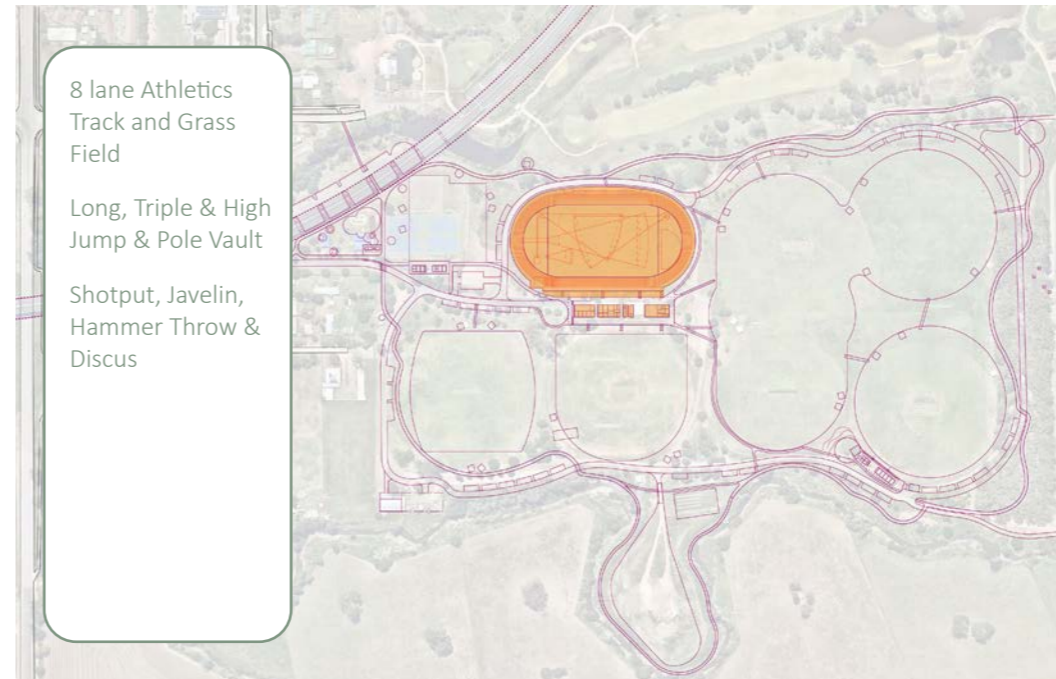 8 lane Athletics
Track and Grass
Field
Long, Triple & High
Jump & Pole Vault
Shotput, Javelin,
Hammer Throw &
Discus